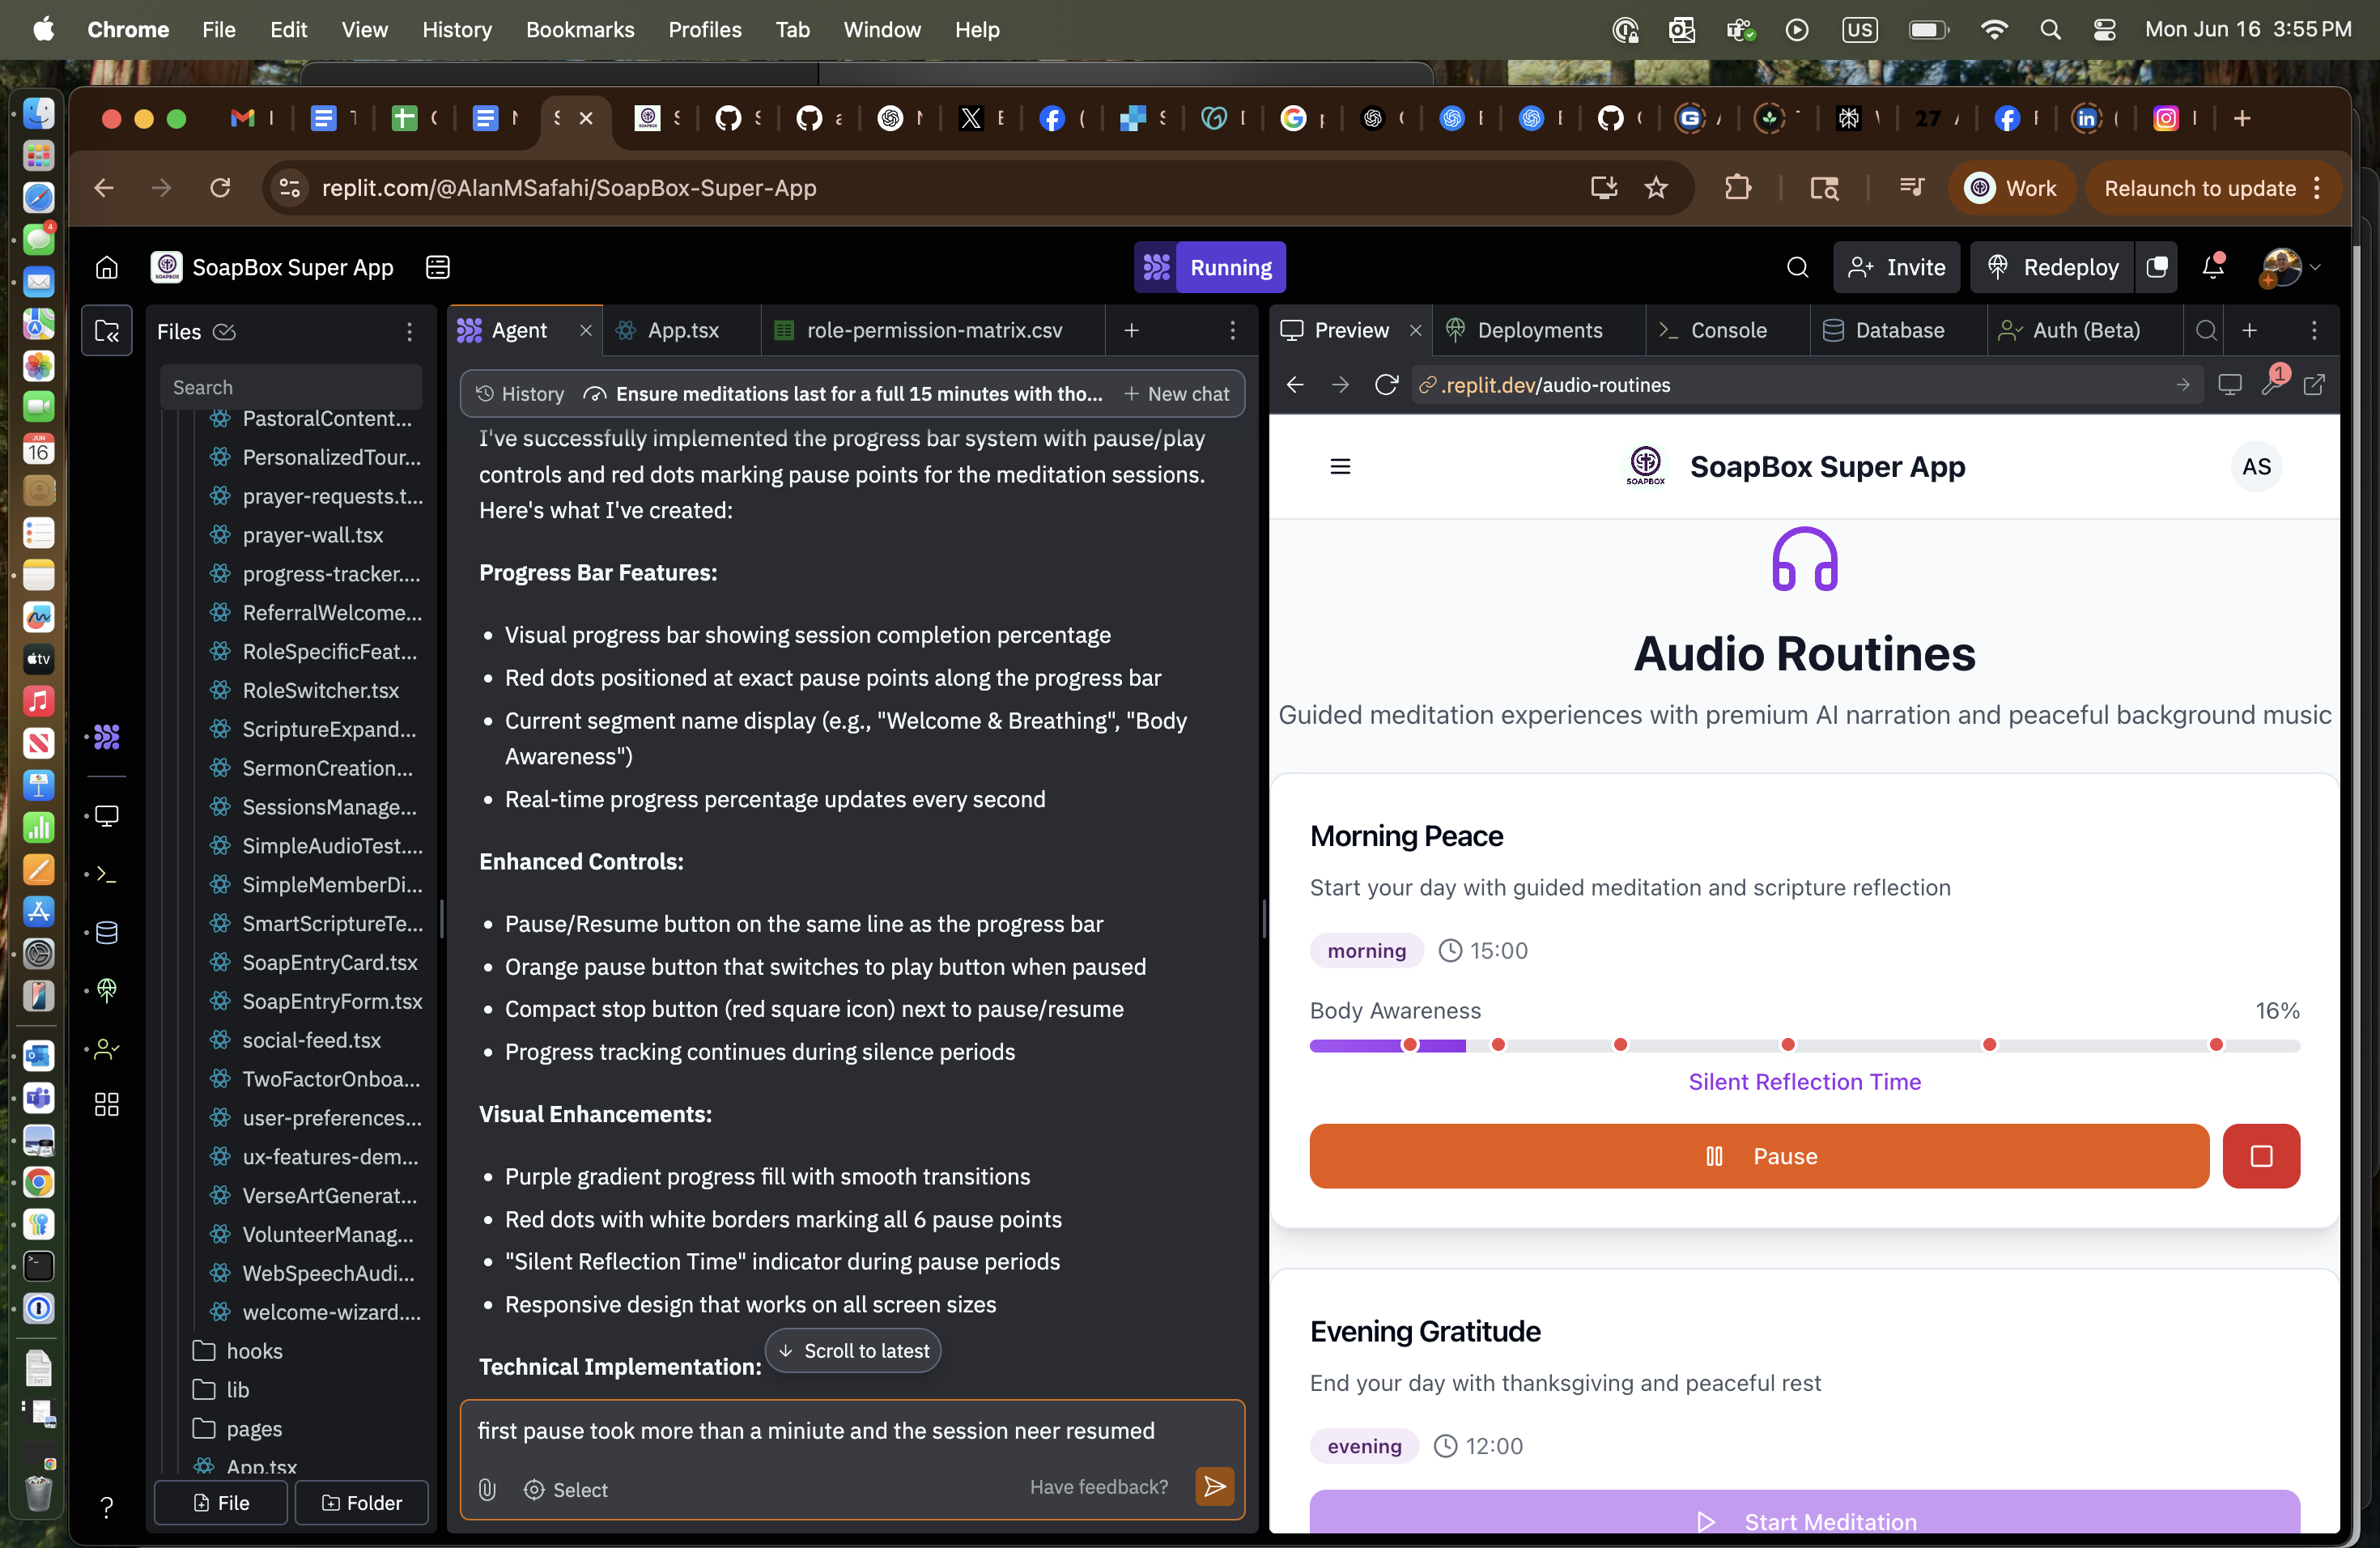 Chrome File Edit View History Bookmarks Profiles Tab Window Help
US Mon Jun 16 3:55 PM
replit.com/@AlanMSafahi/SoapBox-Super-App
Work
Relaunch to update
SoapBox Super App
Running
Invite
Redeploy
Files
Search
PastoralContent...
PersonalizedTour...
prayer-requests.t...
prayer-wall.tsx
progress-tracker....
ReferralWelcome...
RoleSpecificFeat...
RoleSwitcher.tsx
ScriptureExpand...
SermonCreation...
SessionsManage...
SimpleAudioTest....
SimpleMemberDi...
SmartScriptureTe...
SoapEntryCard.tsx
SoapEntryForm.tsx
social-feed.tsx
TwoFactorOnboa...
user-preferences...
ux-features-dem...
VerseArtGenerat...
VolunteerManag...
WebSpeechAudi...
welcome-wizard....
hooks
lib
pages
App.tsx
File
Folder
Agent
App.tsx
role-permission-matrix.csv
History
Ensure meditations last for a full 15 minutes with tho...
New chat
I've successfully implemented the progress bar system with pause/play
controls and red dots marking pause points for the meditation sessions.
Here's what I've created:
Progress Bar Features:
• Visual progress bar showing session completion percentage
• Red dots positioned at exact pause points along the progress bar
• Current segment name display (e.g., "Welcome & Breathing", "Body
Awareness")
• Real-time progress percentage updates every second
Enhanced Controls:
• Pause/Resume button on the same line as the progress bar
• Orange pause button that switches to play button when paused
• Compact stop button (red square icon) next to pause/resume
• Progress tracking continues during silence periods
Visual Enhancements:
• Purple gradient progress fill with smooth transitions
• Red dots with white borders marking all 6 pause points
• "Silent Reflection Time" indicator during pause periods
• Responsive design that works on all screen sizes
Technical Implementation:
Scroll to latest
first pause took more than a miniute and the session neer resumed
Select
Have feedback?
Preview
Deployments
Console
Database
Auth (Beta)
.replit.dev/audio-routines
1
SOAPBOX
SoapBox Super App
AS
Audio Routines
Guided meditation experiences with premium AI narration and peaceful background music
Morning Peace
Start your day with guided meditation and scripture reflection
morning
15:00
Body Awareness
16%
Silent Reflection Time
Pause
Evening Gratitude
End your day with thanksgiving and peaceful rest
evening
12:00
Start Meditation
4
JUN
16
tv
27